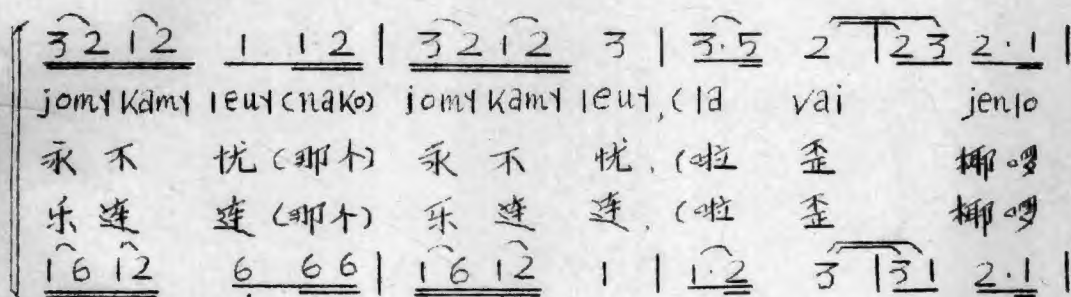 3 2 1 2 1 1·2 | 3 2 1 2 3 | 3·5 2 | 2 3 2·1 |
jomy kamy leuy (nako) jomy kamy leuy, (la vai jenlo
永不 忧 (那个) 永不 忧, (啦 歪 椰啰
乐连 连 (那个) 乐连 连, (啦 歪 椰啰
1 6 1 2 6 6 6 | 1 6 1 2 1 | 1·2 3 | 3 1 2·1 |